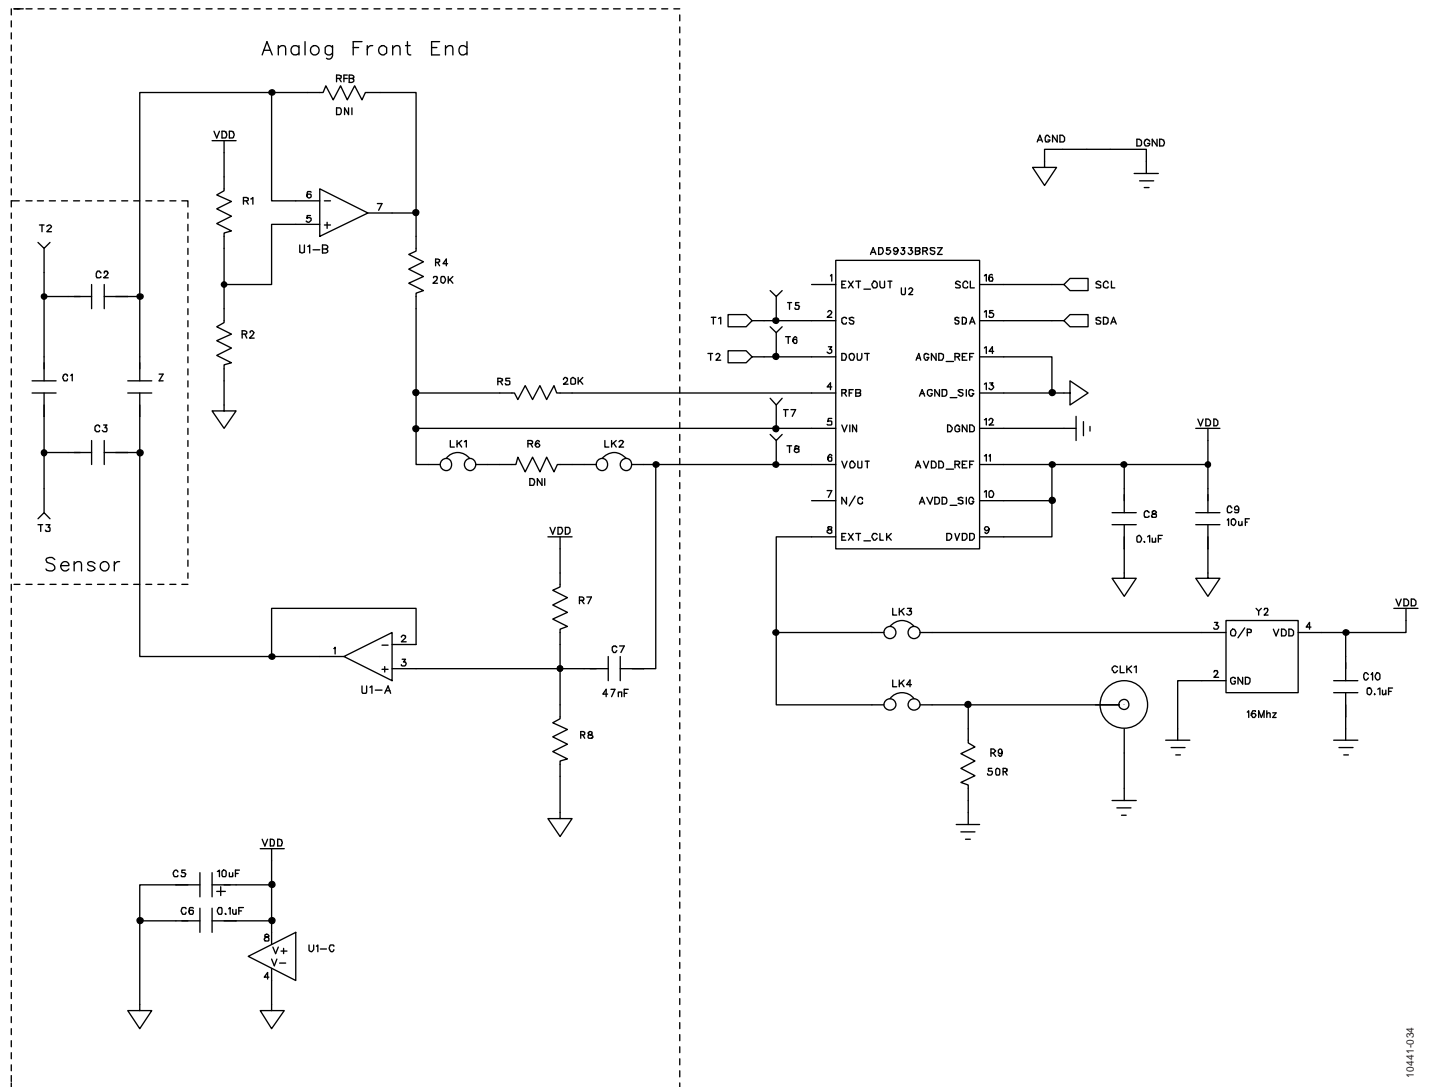 Analog Front End
RFB
DNI
VDD
R1
6
5
7
U1-B
R4
20K
R2
T2
C2
C1
Z
C3
T3
Sensor
R5
20K
LK1
R6
DNI
LK2
VDD
R7
C7
47nF
R8
1
2
3
U1-A
VDD
C5
10uF
C6
0.1uF
8
V+
V-
4
U1-C
AGND
DGND
AD5933BRSZ
U2
1
EXT_OUT
SCL
16
SCL
T1
T5
2
CS
SDA
15
SDA
T2
T6
3
DOUT
AGND_REF
14
4
RFB
AGND_SIG
13
T7
5
VIN
DGND
12
T8
6
VOUT
AVDD_REF
11
VDD
7
N/C
AVDD_SIG
10
8
EXT_CLK
DVDD
9
C8
0.1uF
C9
10uF
LK3
Y2
VDD
3
O/P
VDD
4
2
GND
16Mhz
C10
0.1uF
LK4
CLK1
R9
50R
10441-034